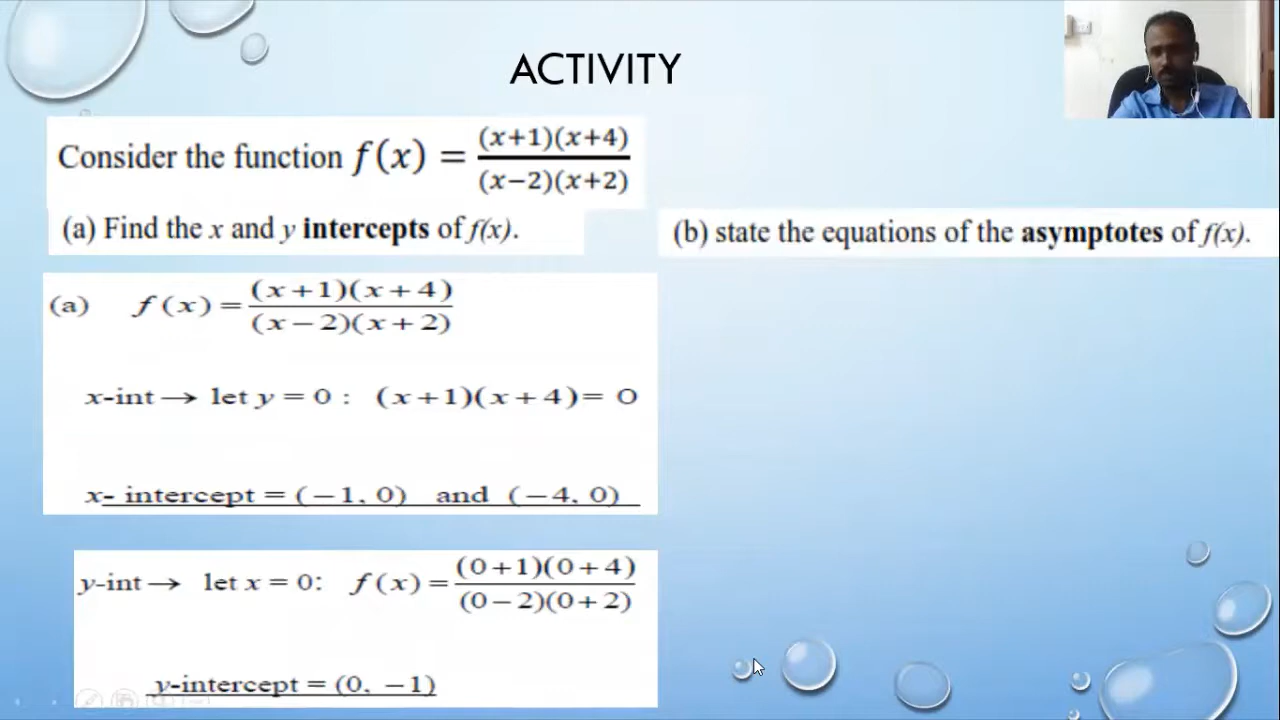 ACTIVITY
Consider the function f(x) = (x+1)(x+4)/(x−2)(x+2)
(a) Find the x and y intercepts of f(x).
(b) state the equations of the asymptotes of f(x).
(a) f(x) = (x+1)(x+4)/(x−2)(x+2)
x-int → let y = 0 : (x+1)(x+4) = 0
x- intercept = (−1, 0) and (−4, 0)
y-int → let x = 0: f(x) = (0+1)(0+4)/(0−2)(0+2)
y-intercept = (0, −1)